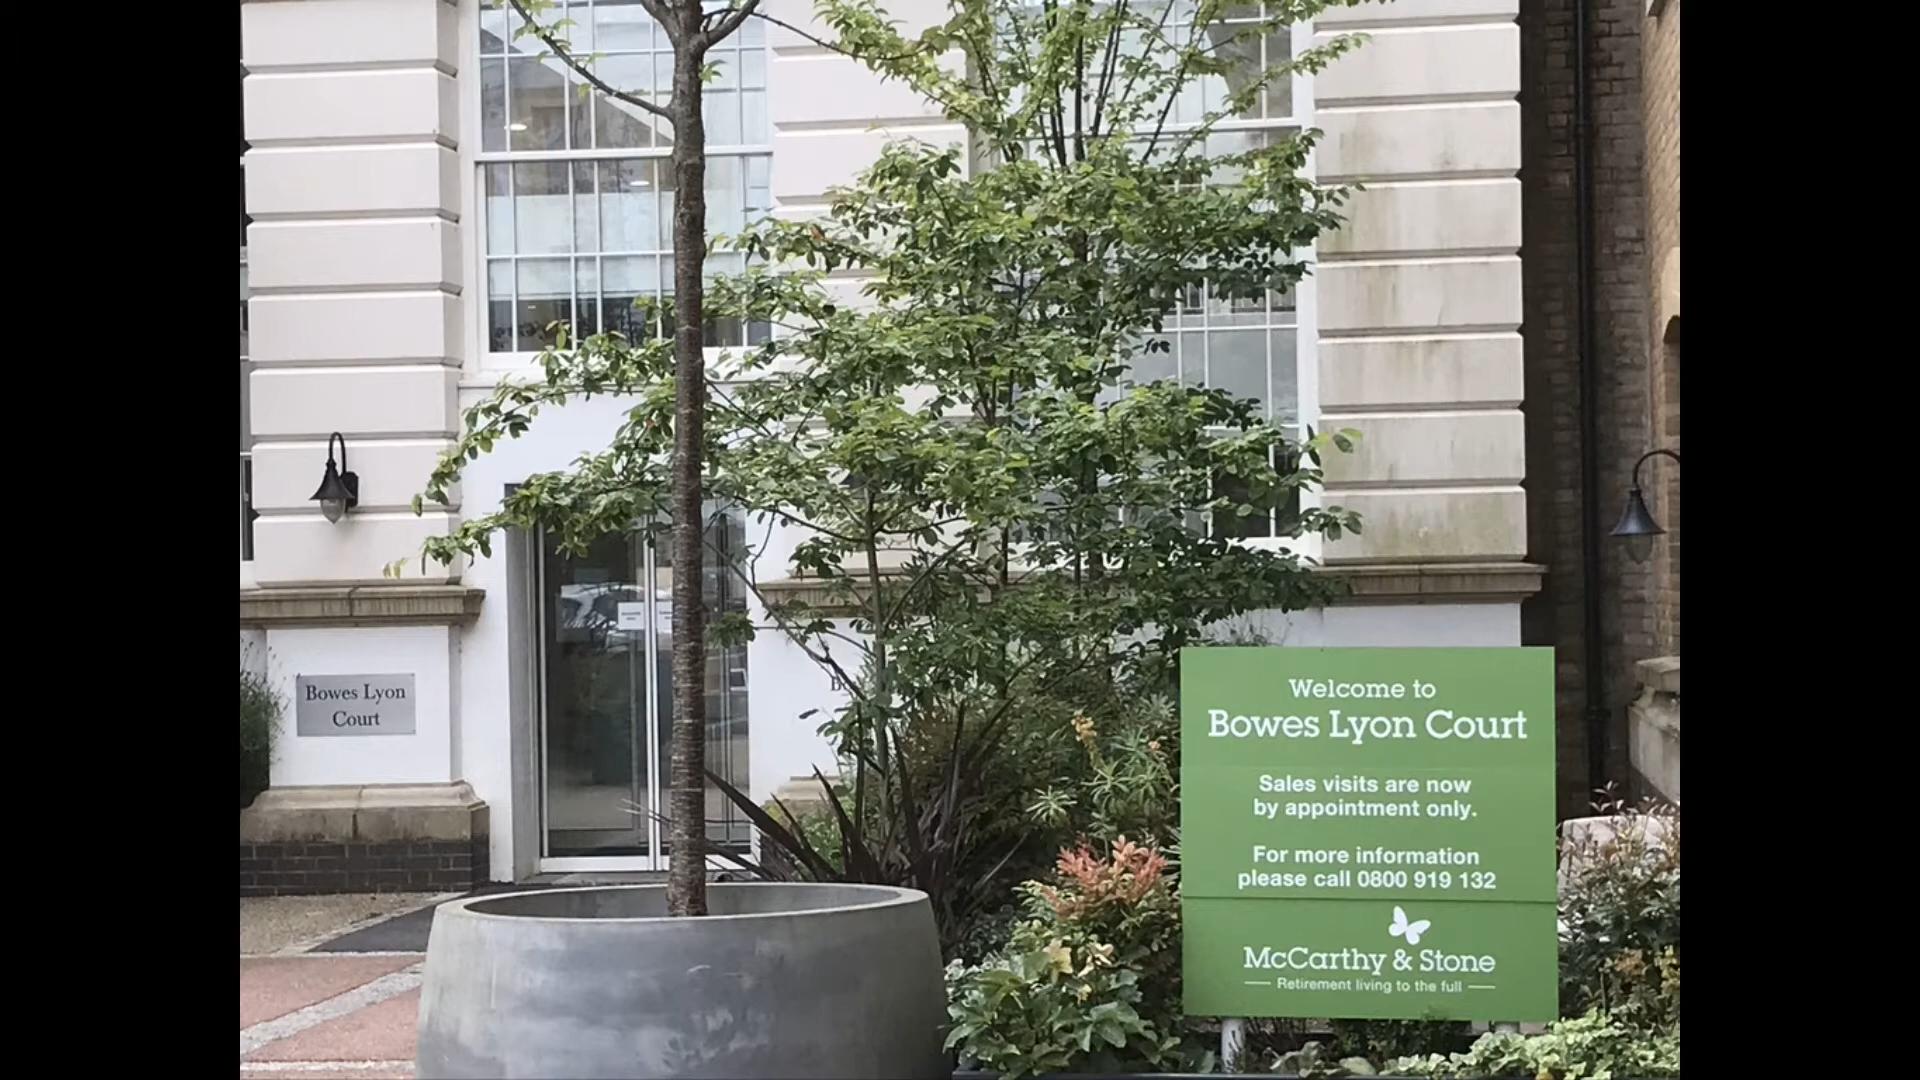 Bowes Lyon
Court
Welcome to
Bowes Lyon Court
Sales visits are now
by appointment only.
For more information
please call 0800 919 132
McCarthy & Stone
Retirement living to the full